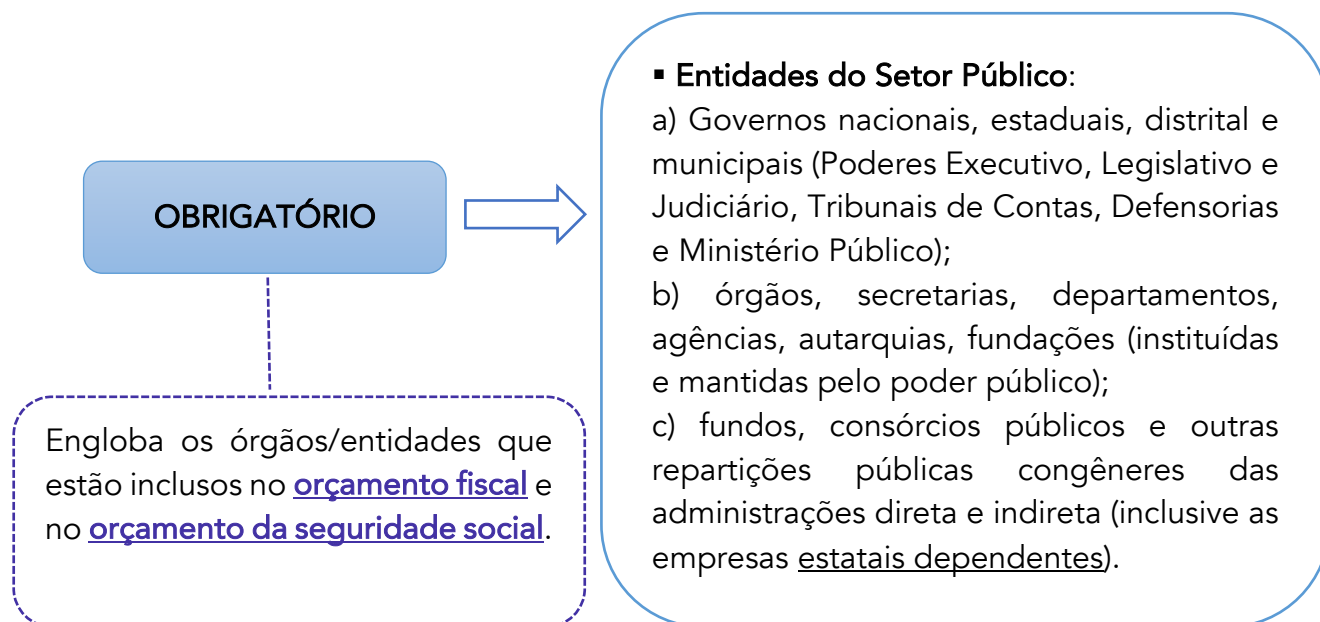 OBRIGATÓRIO
Engloba os órgãos/entidades que
estão inclusos no orçamento fiscal e
no orçamento da seguridade social.
▪ Entidades do Setor Público:
a) Governos nacionais, estaduais, distrital e
municipais (Poderes Executivo, Legislativo e
Judiciário, Tribunais de Contas, Defensorias
e Ministério Público);
b) órgãos, secretarias, departamentos,
agências, autarquias, fundações (instituídas
e mantidas pelo poder público);
c) fundos, consórcios públicos e outras
repartições públicas congêneres das
administrações direta e indireta (inclusive as
empresas estatais dependentes).